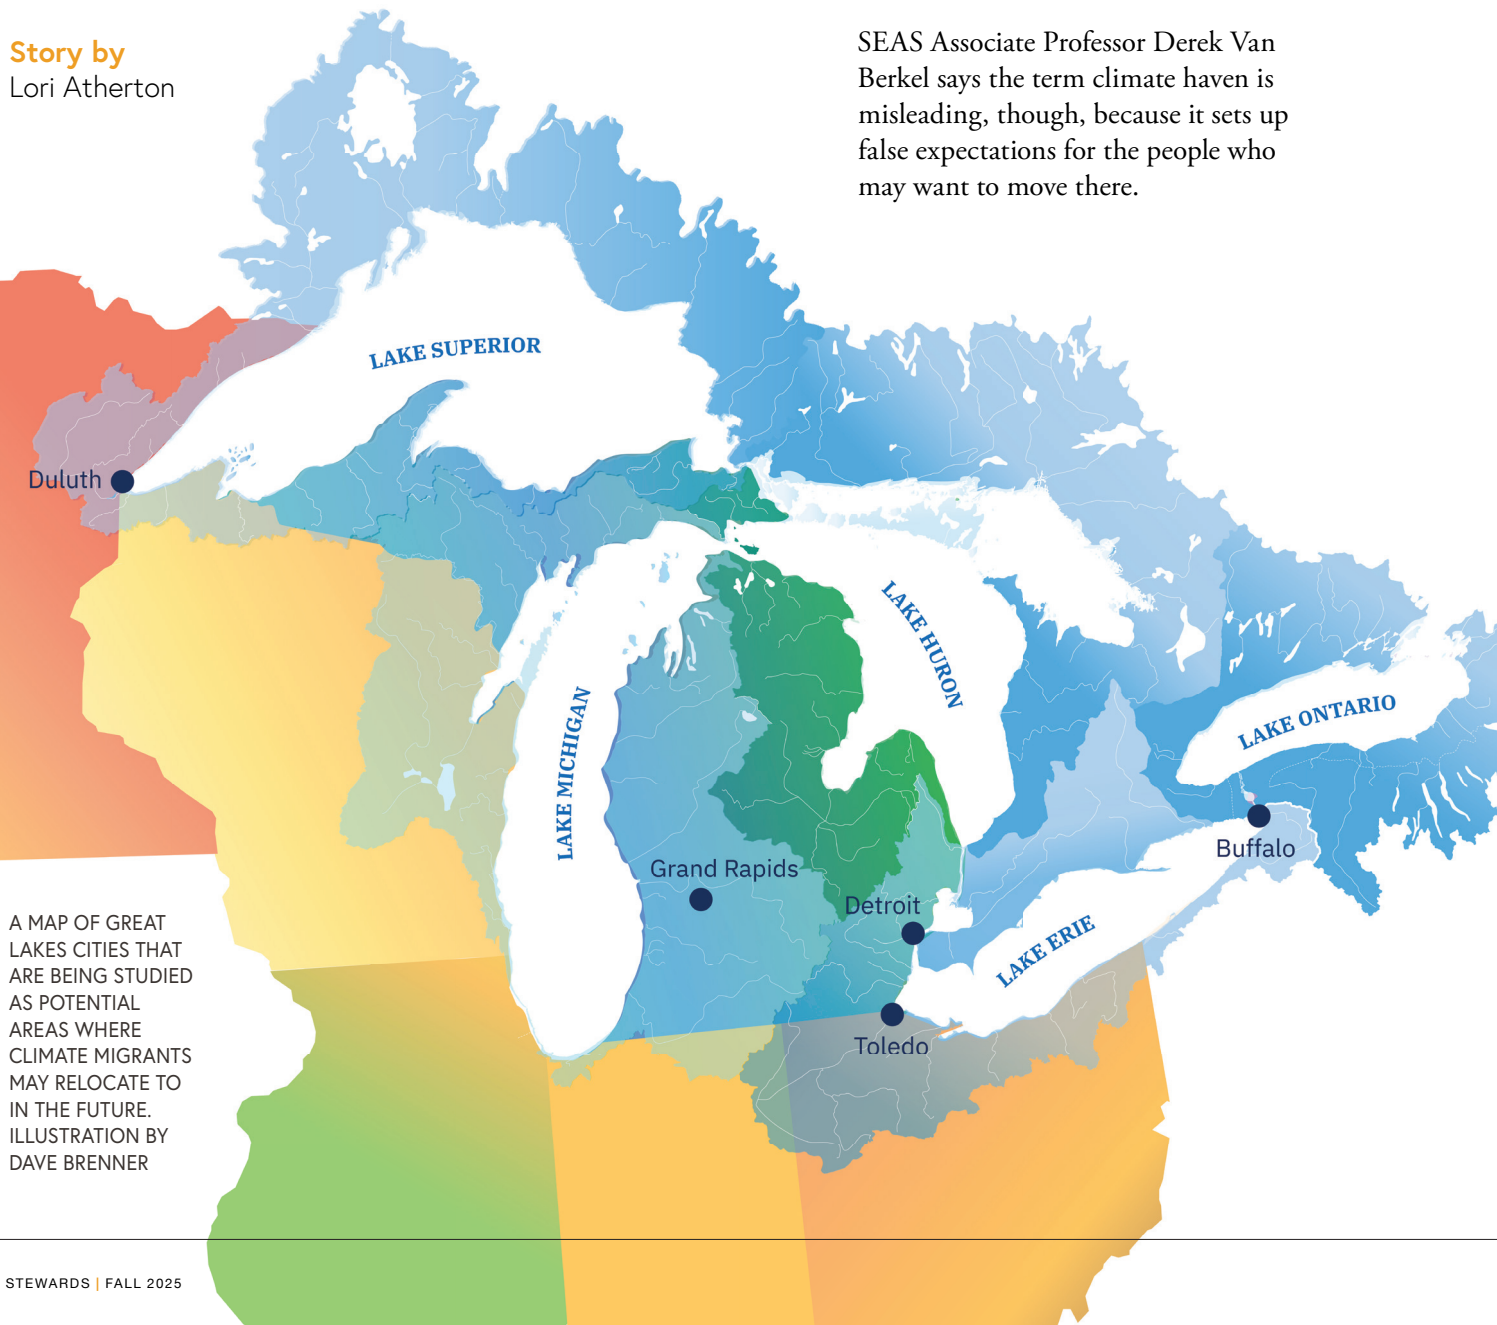 Story by
Lori Atherton
SEAS Associate Professor Derek Van
Berkel says the term climate haven is
misleading, though, because it sets up
false expectations for the people who
may want to move there.
LAKE SUPERIOR
Duluth
LAKE HURON
LAKE MICHIGAN
LAKE ONTARIO
Buffalo
Grand Rapids
Detroit
LAKE ERIE
Toledo
A MAP OF GREAT
LAKES CITIES THAT
ARE BEING STUDIED
AS POTENTIAL
AREAS WHERE
CLIMATE MIGRANTS
MAY RELOCATE TO
IN THE FUTURE.
ILLUSTRATION BY
DAVE BRENNER
STEWARDS | FALL 2025